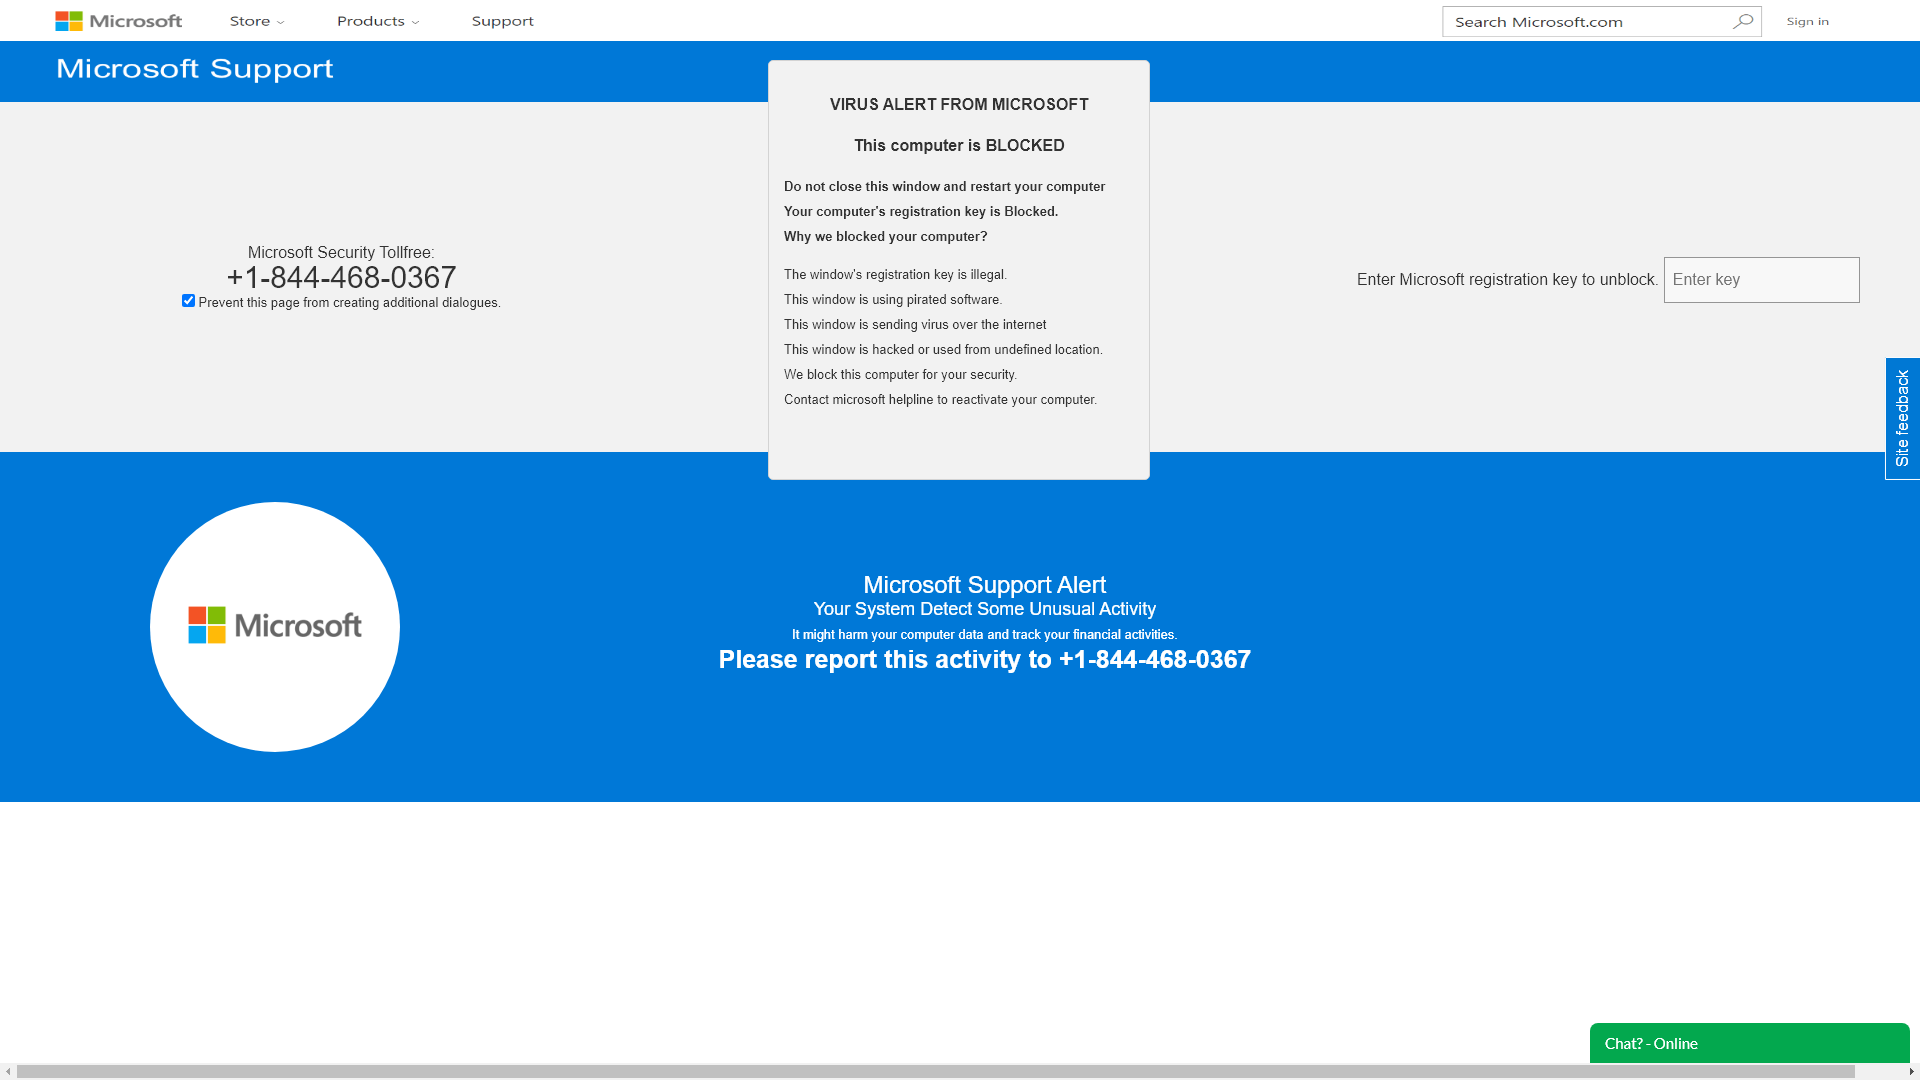 Microsoft Store Products Support Search Microsoft.com Sign in
Microsoft Support
VIRUS ALERT FROM MICROSOFT
This computer is BLOCKED
Do not close this window and restart your computer
Your computer's registration key is Blocked.
Why we blocked your computer?
The window's registration key is illegal.
This window is using pirated software.
This window is sending virus over the internet
This window is hacked or used from undefined location.
We block this computer for your security.
Contact microsoft helpline to reactivate your computer.
Microsoft Security Tollfree:
+1-844-468-0367
Prevent this page from creating additional dialogues.
Enter Microsoft registration key to unblock. Enter key
Site feedback
Microsoft
Microsoft Support Alert
Your System Detect Some Unusual Activity
It might harm your computer data and track your financial activities.
Please report this activity to +1-844-468-0367
Chat? - Online